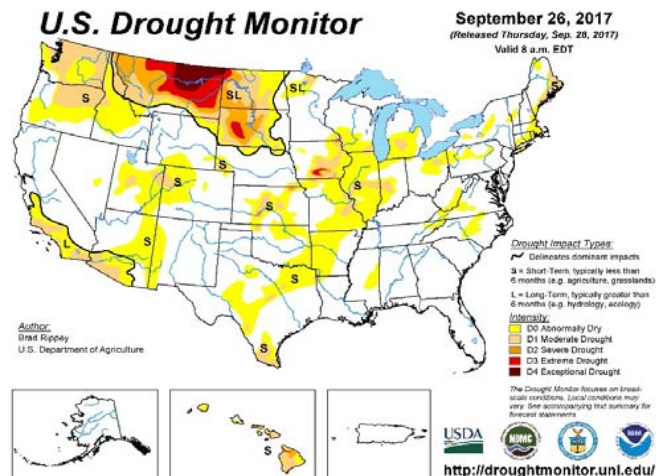 U.S. Drought Monitor
September 26, 2017
(Released Thursday, Sep. 28, 2017)
Valid 8 a.m. EDT
S
SL
SL
S
S
S
S
S
S
L
S
S
Drought Impact Types:
Delineates dominant impacts
S = Short-Term, typically less than
6 months (e.g. agriculture, grasslands)
L = Long-Term, typically greater than
6 months (e.g. hydrology, ecology)
Intensity:
D0 Abnormally Dry
D1 Moderate Drought
D2 Severe Drought
D3 Extreme Drought
D4 Exceptional Drought
Author:
Brad Rippey
U.S. Department of Agriculture
S
The Drought Monitor focuses on broad-
scale conditions. Local conditions may
vary. See accompanying text summary for
forecast statements.
USDA
NDMC
http://droughtmonitor.unl.edu/